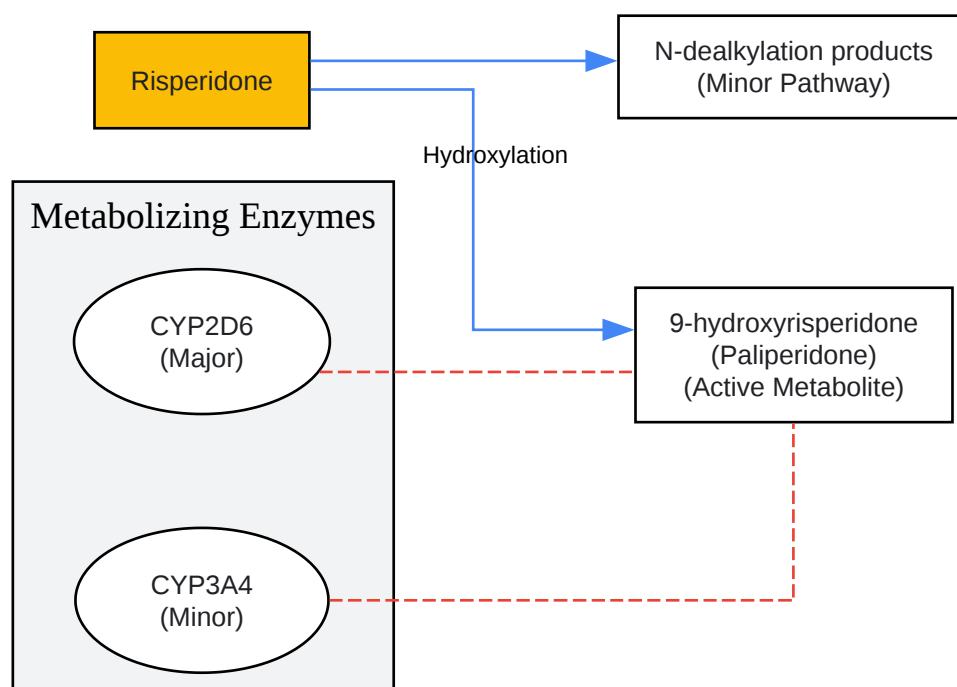 Risperidone
N-dealkylation products
(Minor Pathway)
Hydroxylation
Metabolizing Enzymes
CYP2D6
(Major)
9-hydroxyrisperidone
(Paliperidone)
(Active Metabolite)
CYP3A4
(Minor)